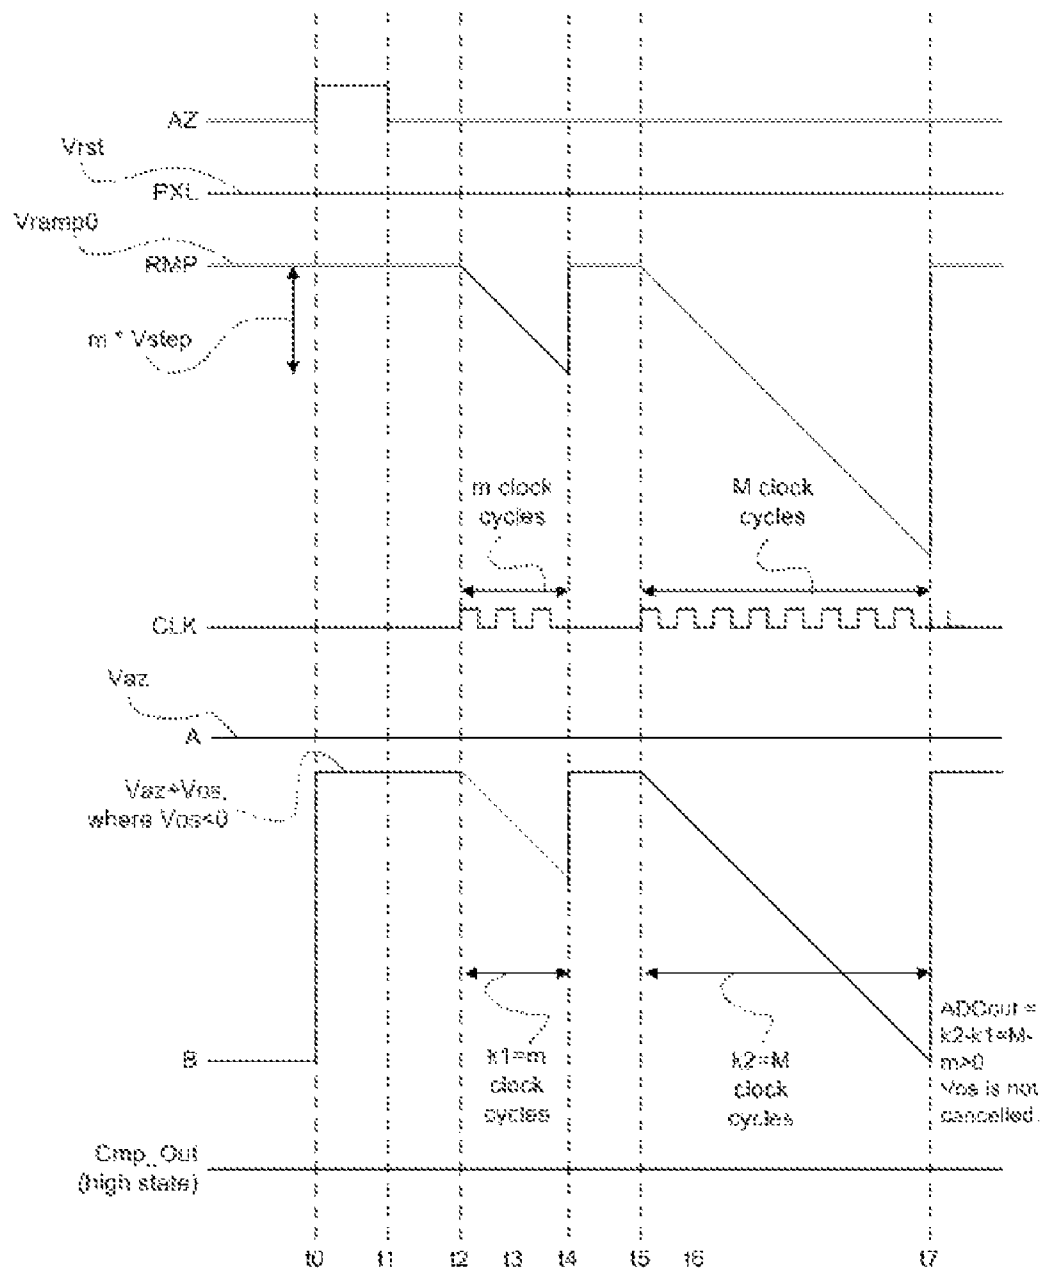 AZ
Vrst
PXL
Vramp0
RMP
m * Vstep
m clock
cycles
M clock
cycles
CLK
Vaz
A
Vaz+Vos,
where Vos<0
B
k1=m
clock
cycles
k2=M
clock
cycles
ADCout =
k2-k1=M-
m>0
Vos is not
cancelled.
Cmp_Out
(high state)
t0
t1
t2
t3
t4
t5
t6
t7